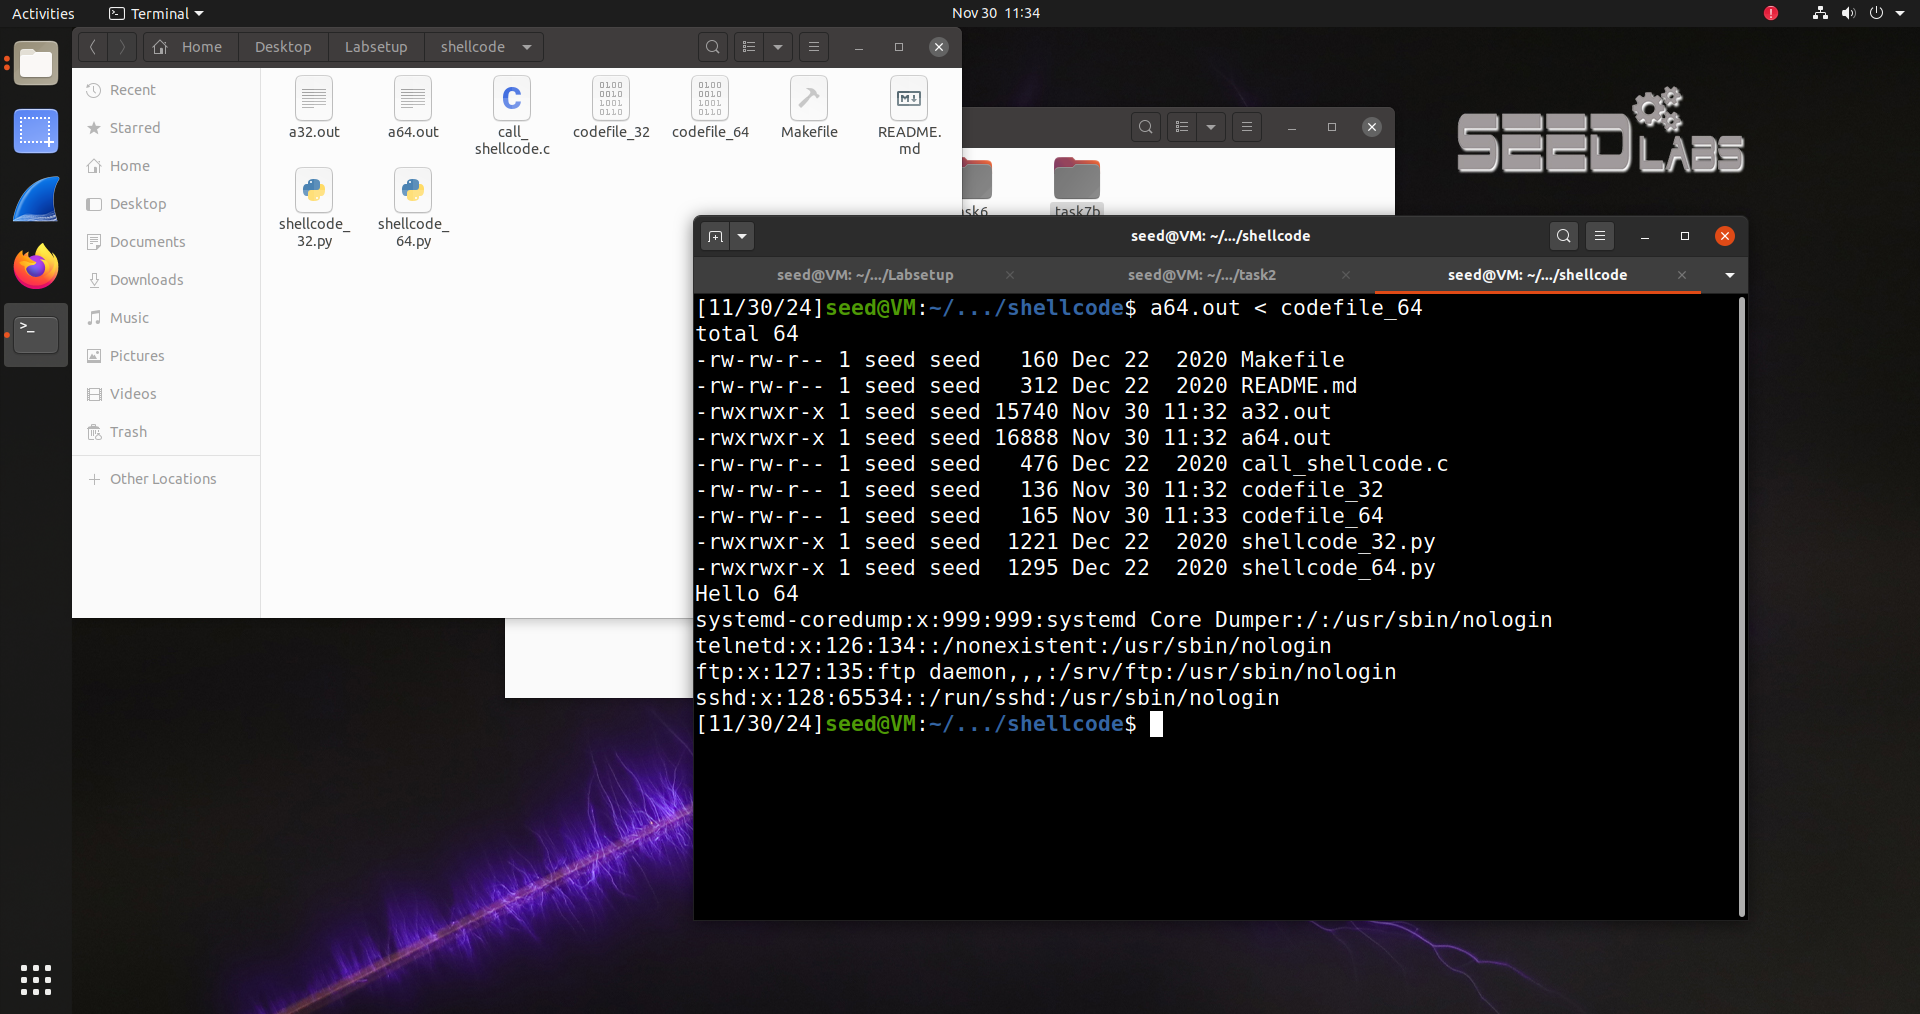 Activities
Terminal
Nov 30 11:34
Home
Desktop
Labsetup
shellcode
Recent
Starred
Home
Desktop
Documents
Downloads
Music
Pictures
Videos
Trash
Other Locations
a32.out
a64.out
call_
shellcode.c
codefile_32
codefile_64
Makefile
README.
md
shellcode_
32.py
shellcode_
64.py
task7b
SEED LABS
seed@VM: ~/.../shellcode
seed@VM: ~/.../Labsetup
seed@VM: ~/.../task2
seed@VM: ~/.../shellcode
[11/30/24]seed@VM:~/.../shellcode$ a64.out < codefile_64
total 64
-rw-rw-r-- 1 seed seed   160 Dec 22  2020 Makefile
-rw-rw-r-- 1 seed seed   312 Dec 22  2020 README.md
-rwxrwxr-x 1 seed seed 15740 Nov 30 11:32 a32.out
-rwxrwxr-x 1 seed seed 16888 Nov 30 11:32 a64.out
-rw-rw-r-- 1 seed seed   476 Dec 22  2020 call_shellcode.c
-rw-rw-r-- 1 seed seed   136 Nov 30 11:32 codefile_32
-rw-rw-r-- 1 seed seed   165 Nov 30 11:33 codefile_64
-rwxrwxr-x 1 seed seed  1221 Dec 22  2020 shellcode_32.py
-rwxrwxr-x 1 seed seed  1295 Dec 22  2020 shellcode_64.py
Hello 64
systemd-coredump:x:999:999:systemd Core Dumper:/:/usr/sbin/nologin
telnetd:x:126:134::/nonexistent:/usr/sbin/nologin
ftp:x:127:135:ftp daemon,,,:/srv/ftp:/usr/sbin/nologin
sshd:x:128:65534::/run/sshd:/usr/sbin/nologin
[11/30/24]seed@VM:~/.../shellcode$